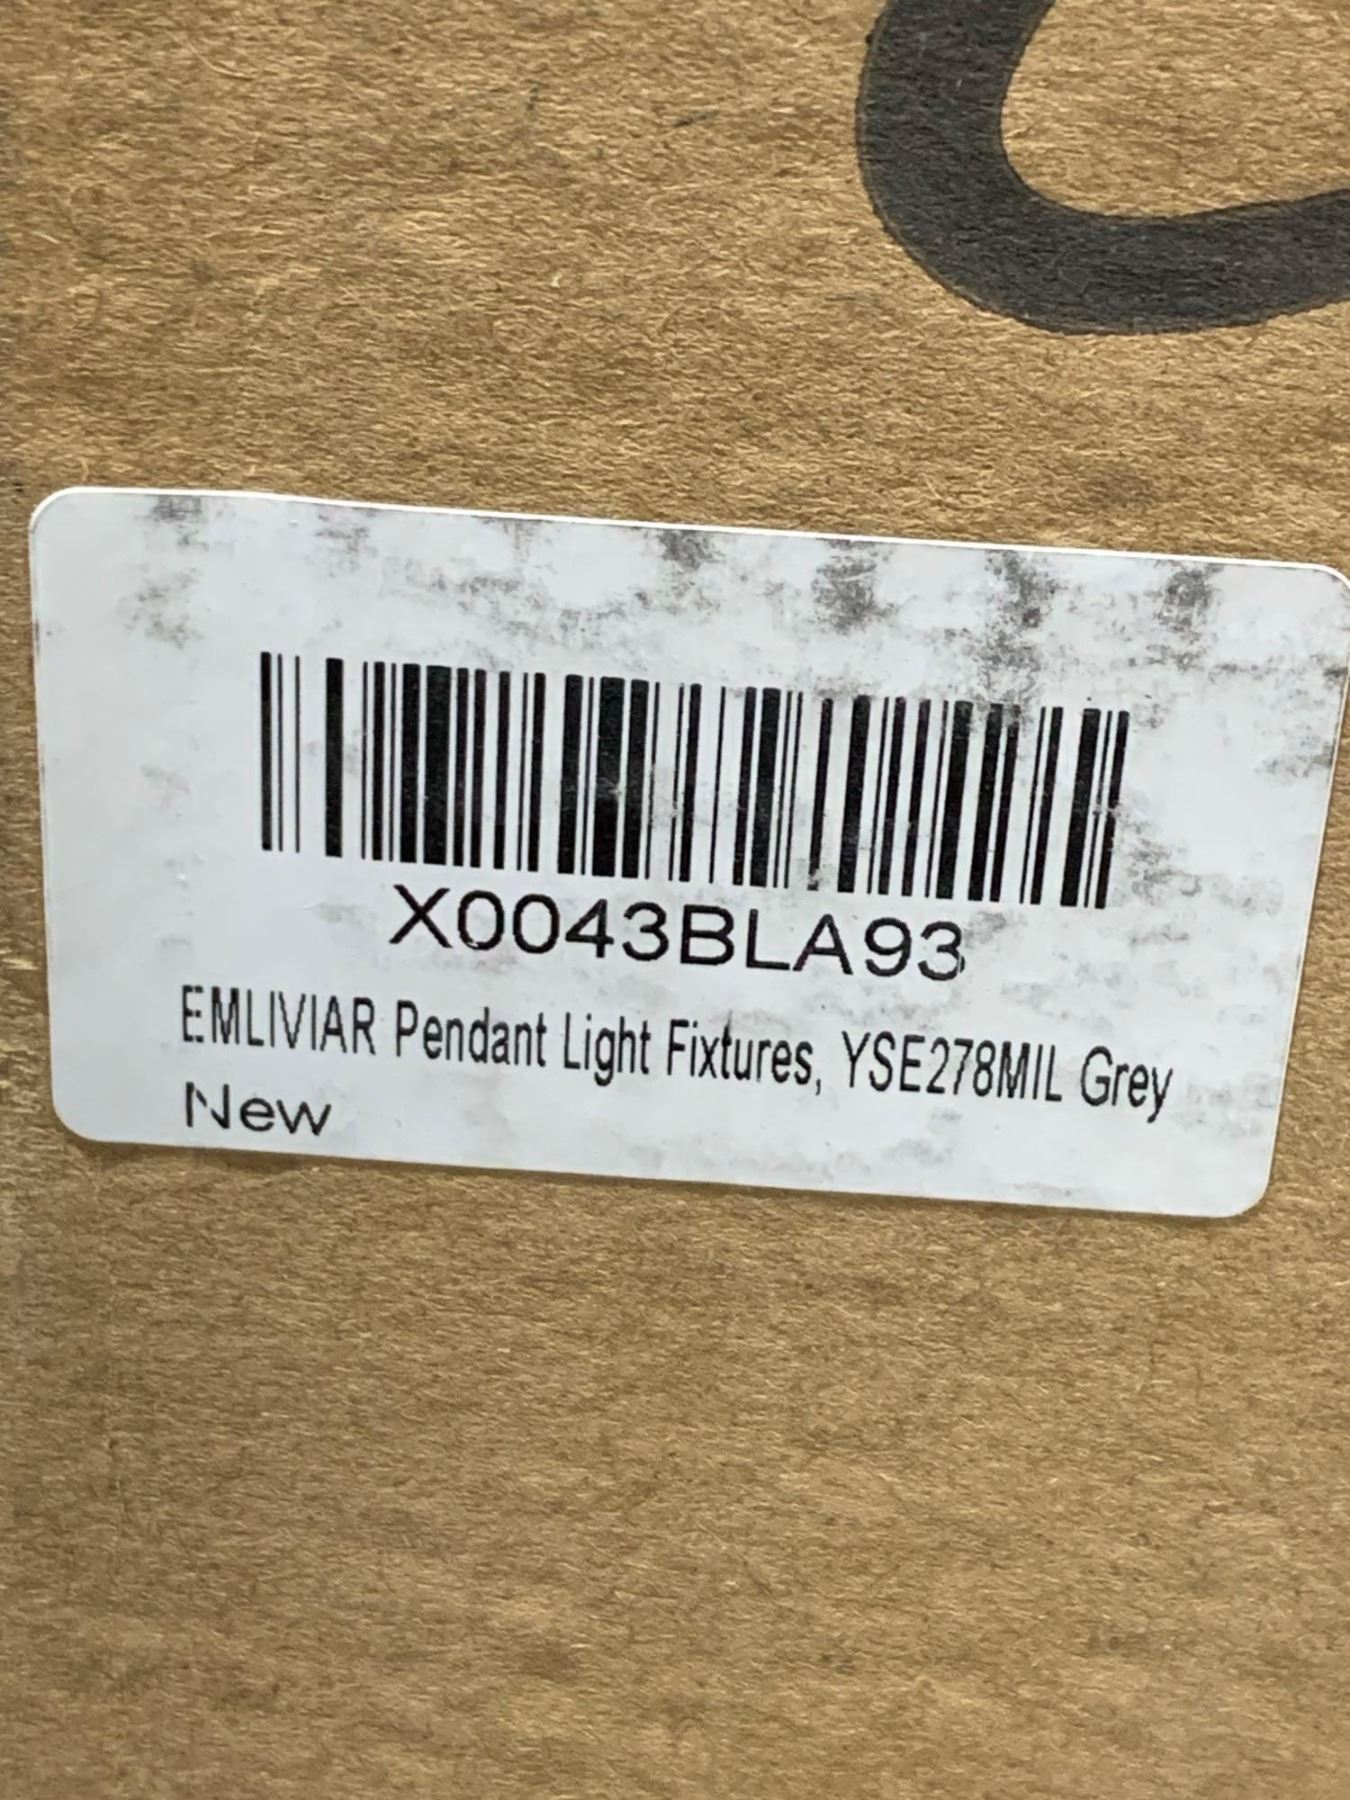 X0043BLA93
EMLIVIAR Pendant Light Fixtures, YSE278MIL Grey
New